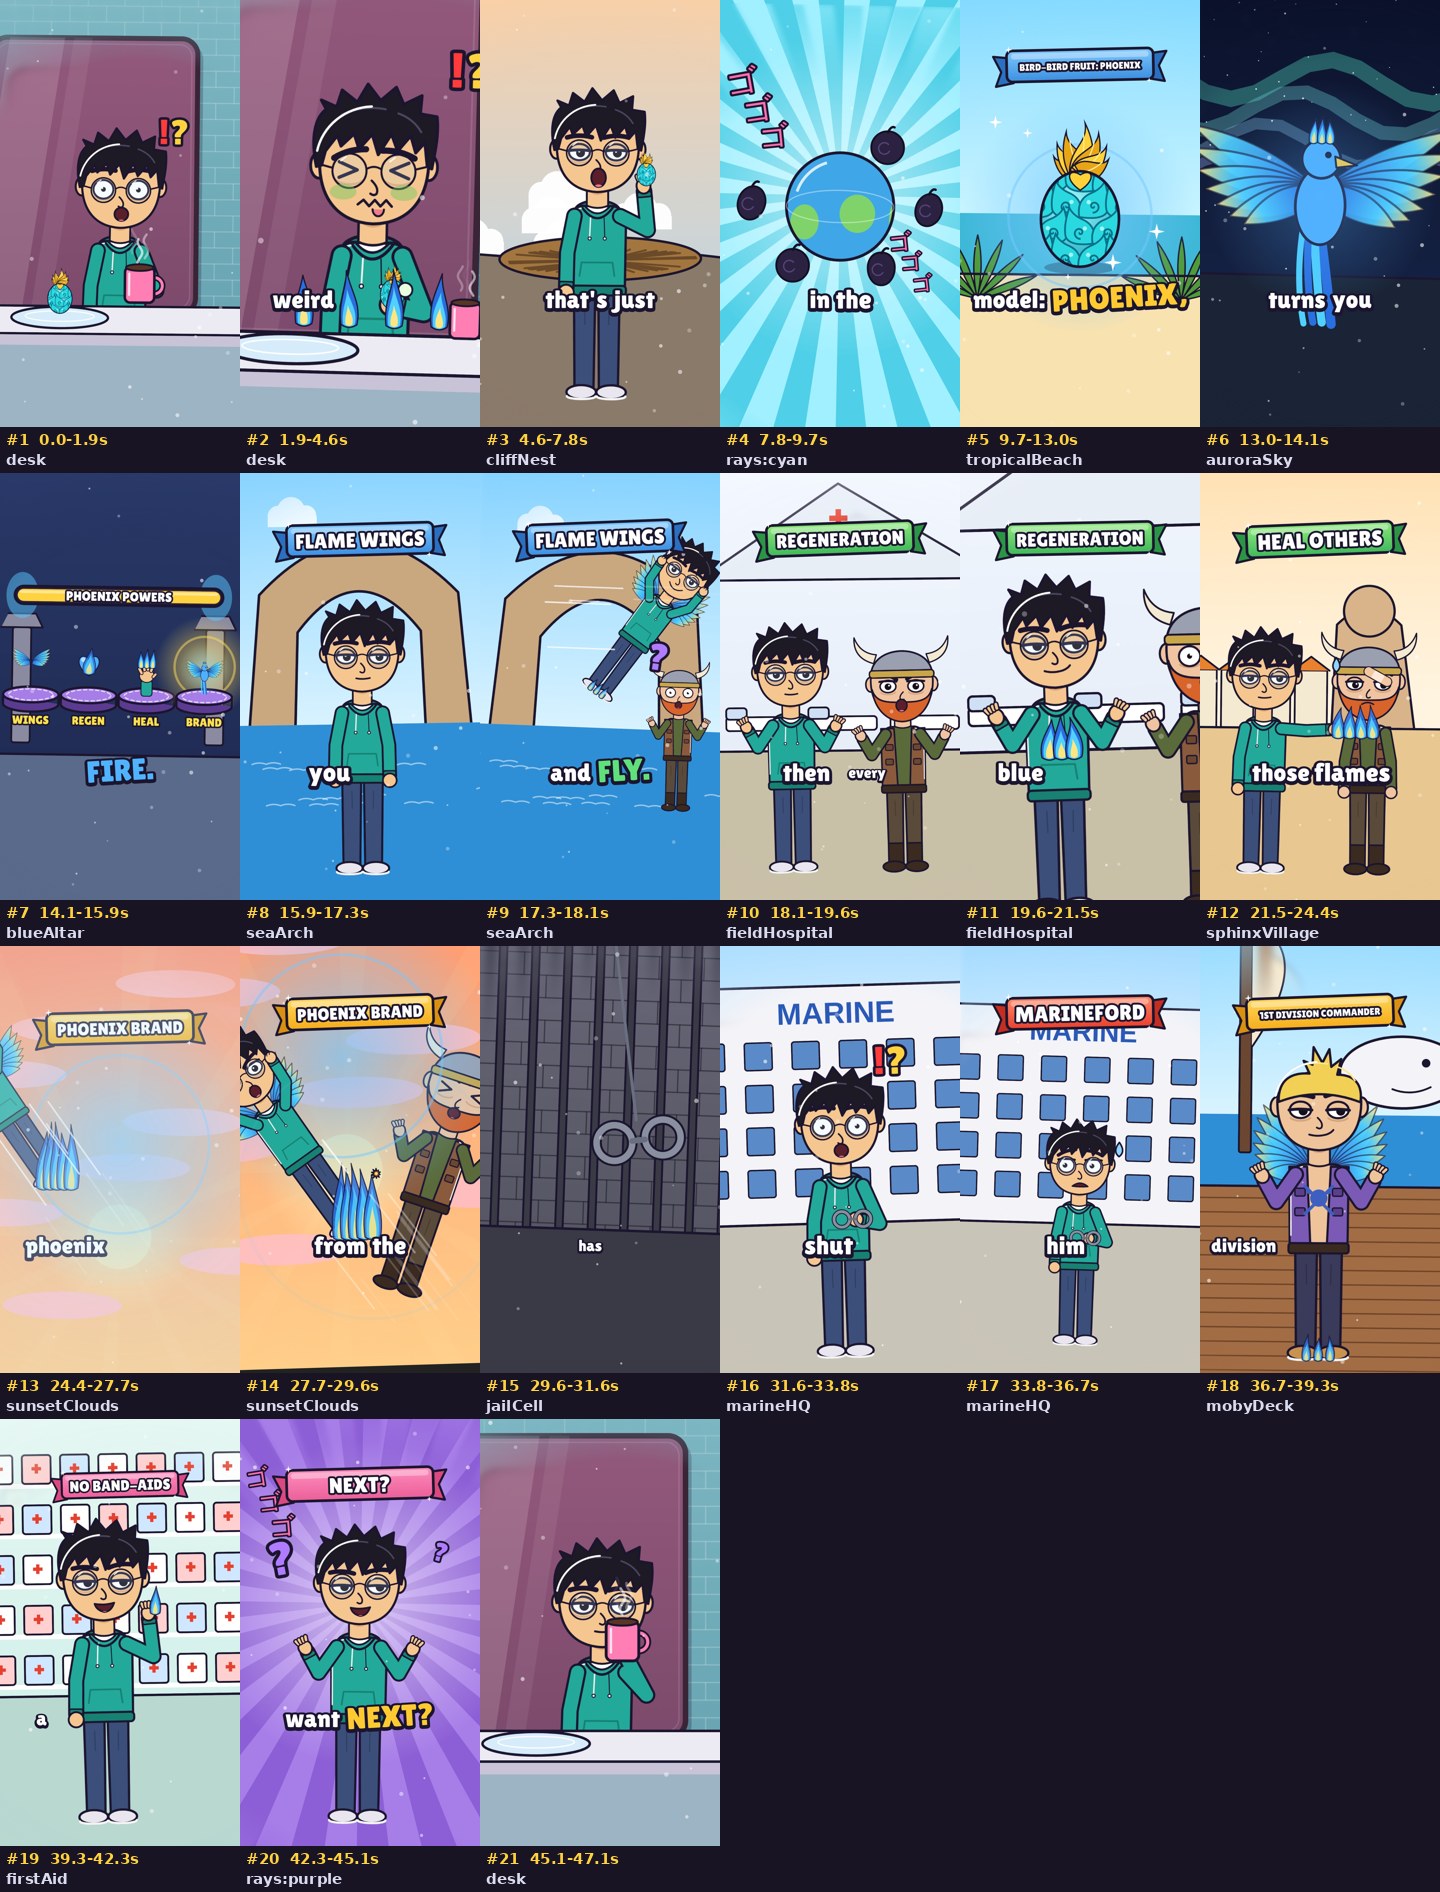 !?
#1 0.0-1.9s
desk
!?
weird
#2 1.9-4.6s
desk
that's just
#3 4.6-7.8s
cliffNest
ゴゴゴ
ゴゴゴ
in the
#4 7.8-9.7s
rays:cyan
BIRD-BIRD FRUIT: PHOENIX
model: PHOENIX,
#5 9.7-13.0s
tropicalBeach
turns you
#6 13.0-14.1s
auroraSky
PHOENIX POWERS
WINGS REGEN HEAL BRAND
FIRE.
#7 14.1-15.9s
blueAltar
FLAME WINGS
you
#8 15.9-17.3s
seaArch
FLAME WINGS
?
and FLY.
#9 17.3-18.1s
seaArch
REGENERATION
then every
#10 18.1-19.6s
fieldHospital
REGENERATION
blue
#11 19.6-21.5s
fieldHospital
HEAL OTHERS
those flames
#12 21.5-24.4s
sphinxVillage
PHOENIX BRAND
phoenix
#13 24.4-27.7s
sunsetClouds
PHOENIX BRAND
from the
#14 27.7-29.6s
sunsetClouds
has
#15 29.6-31.6s
jailCell
MARINE
!?
shut
#16 31.6-33.8s
marineHQ
MARINEFORD
MARINE
him
#17 33.8-36.7s
marineHQ
1ST DIVISION COMMANDER
division
#18 36.7-39.3s
mobyDeck
NO BAND-AIDS
a
#19 39.3-42.3s
firstAid
NEXT?
ゴゴゴ
?
?
want NEXT?
#20 42.3-45.1s
rays:purple
#21 45.1-47.1s
desk